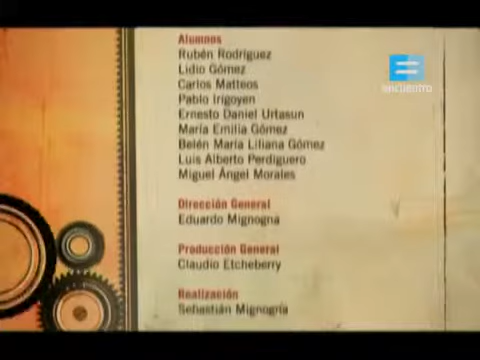 Alumnos
Rubén Rodríguez
Lidio Gómez
Carlos Matteos
Pablo Irigoyen
Ernesto Daniel Urtasun
María Emilia Gómez
Belén María Liliana Gómez
Luis Alberto Perdiguero
Miguel Ángel Morales
Dirección General
Eduardo Mignogna
Producción General
Claudio Etcheberry
Realización
Sebastián Mignogna
encuentro